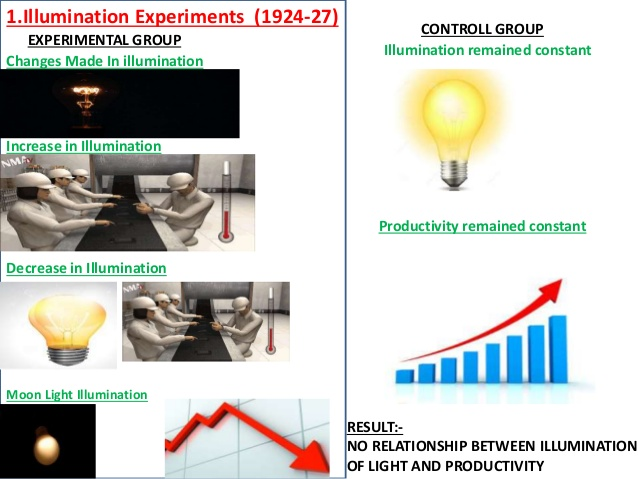 1.Illumination Experiments (1924-27)
EXPERIMENTAL GROUP
Changes Made In illumination
Increase in Illumination
Decrease in Illumination
Moon Light Illumination
CONTROLL GROUP
Illumination remained constant
Productivity remained constant
RESULT:-
NO RELATIONSHIP BETWEEN ILLUMINATION
OF LIGHT AND PRODUCTIVITY